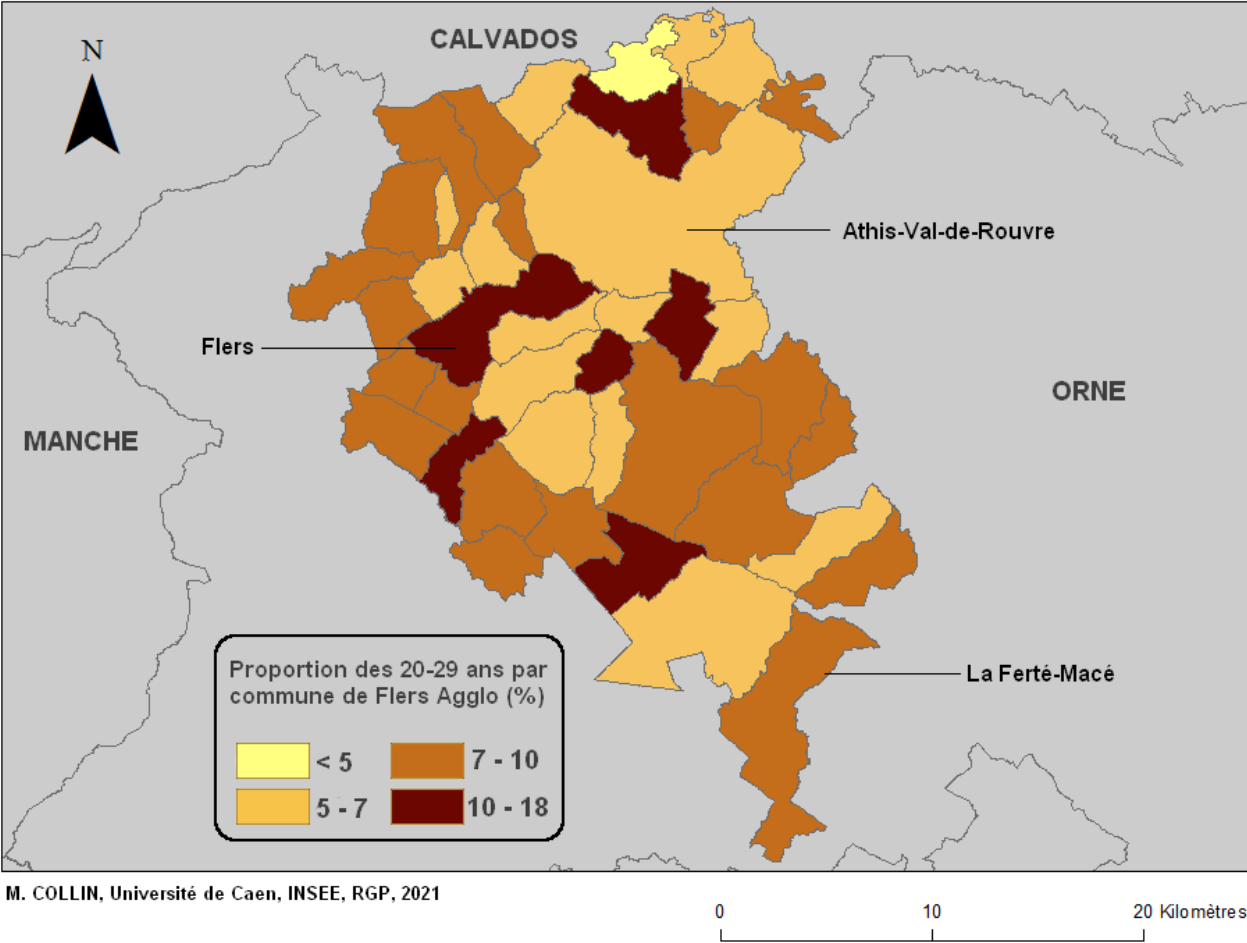 CALVADOS
N
Athis-Val-de-Rouvre
Flers
ORNE
MANCHE
Proportion des 20-29 ans par
commune de Flers Agglo (%)
La Ferté-Macé
< 5
7 - 10
5 - 7
10 - 18
M. COLLIN, Université de Caen, INSEE, RGP, 2021
0 10 20 Kilomètres